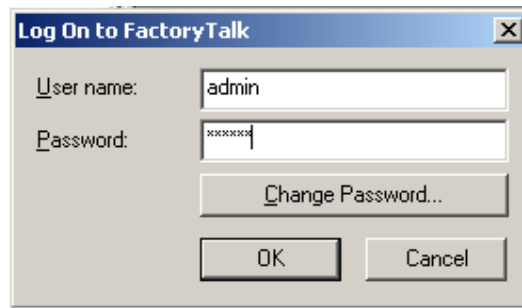 Log On to FactoryTalk
User name: admin
Password: ******
Change Password...
OK Cancel